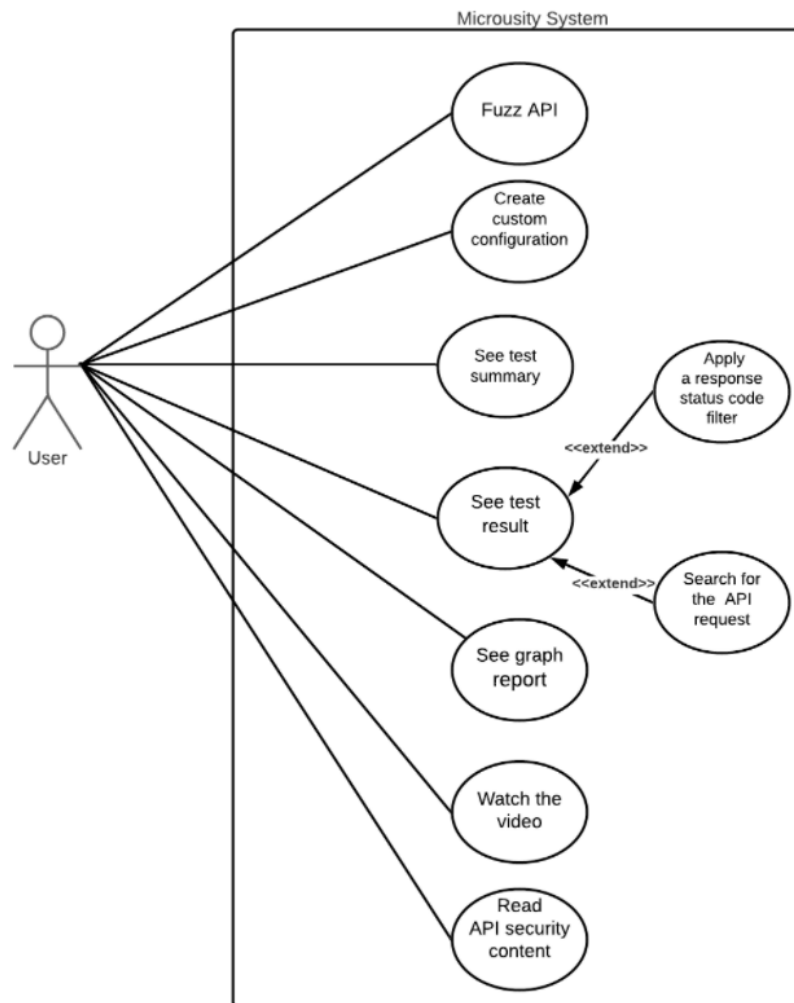 Microusity System
Fuzz API
Create
custom
configuration
See test
summary
Apply
a response
status code
filter
User
<<extend>>
See test
result
<<extend>>
Search for
the API
request
See graph
report
Watch the
video
Read
API security
content